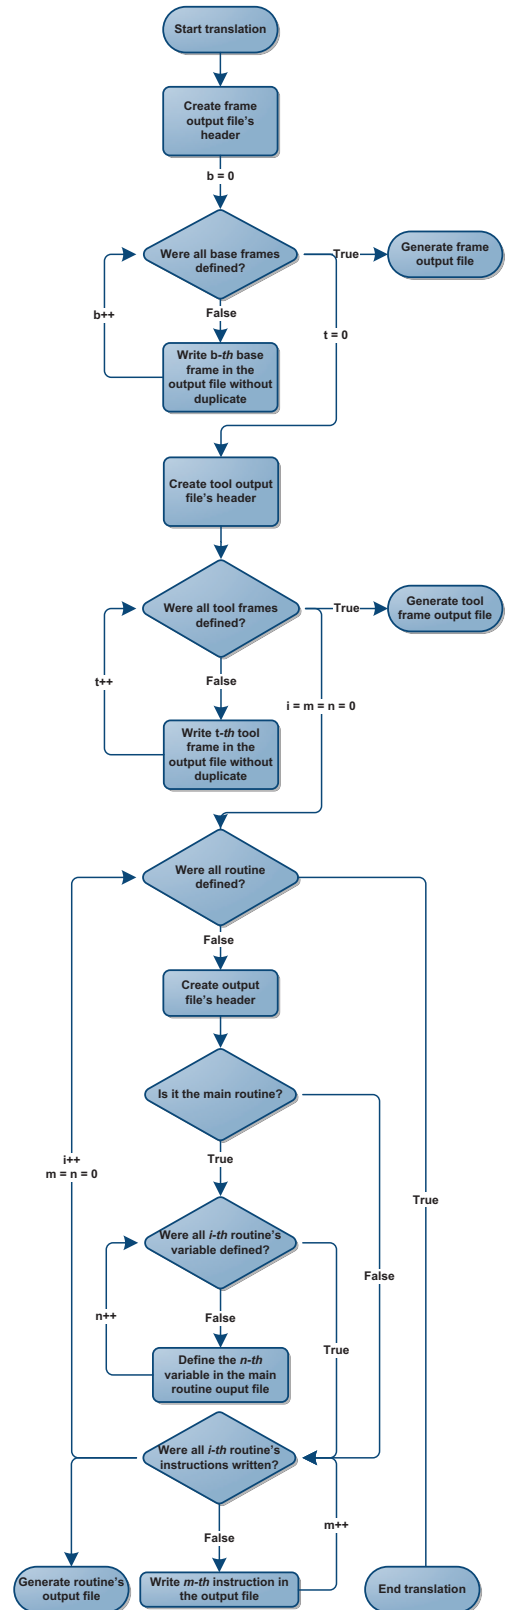 Start translation
Create frame
output file's
header
b = 0
Were all base frames
defined?
True
Generate frame
output file
False
b++
t = 0
Write b-th base
frame in the
output file without
duplicate
Create tool output
file's header
Were all tool frames
defined?
True
Generate tool
frame output file
False
t++
i = m = n = 0
Write t-th tool
frame in the
output file without
duplicate
Were all routine
defined?
False
Create output
file's header
Is it the main routine?
i++
m = n = 0
True
True
Were all i-th routine's
variable defined?
False
n++
False
True
Define the n-th
variable in the main
routine ouput file
Were all i-th routine's
instructions written?
m++
False
Generate routine's
output file
Write m-th instruction in
the output file
End translation